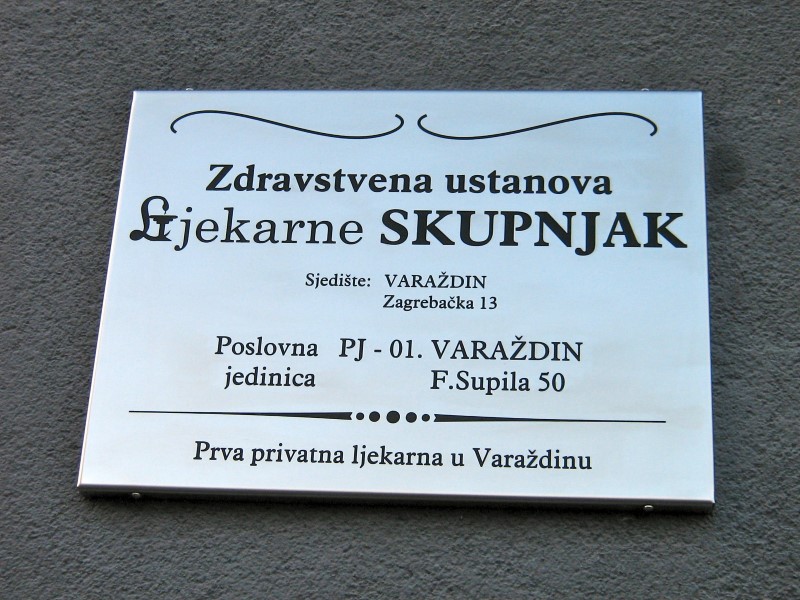 Zdravstvena ustanova
Ljekarne SKUPNJAK
Sjedište: VARAŽDIN
Zagrebačka 13
Poslovna PJ - 01. VARAŽDIN
jedinica F.Supila 50
Prva privatna ljekarna u Varaždinu